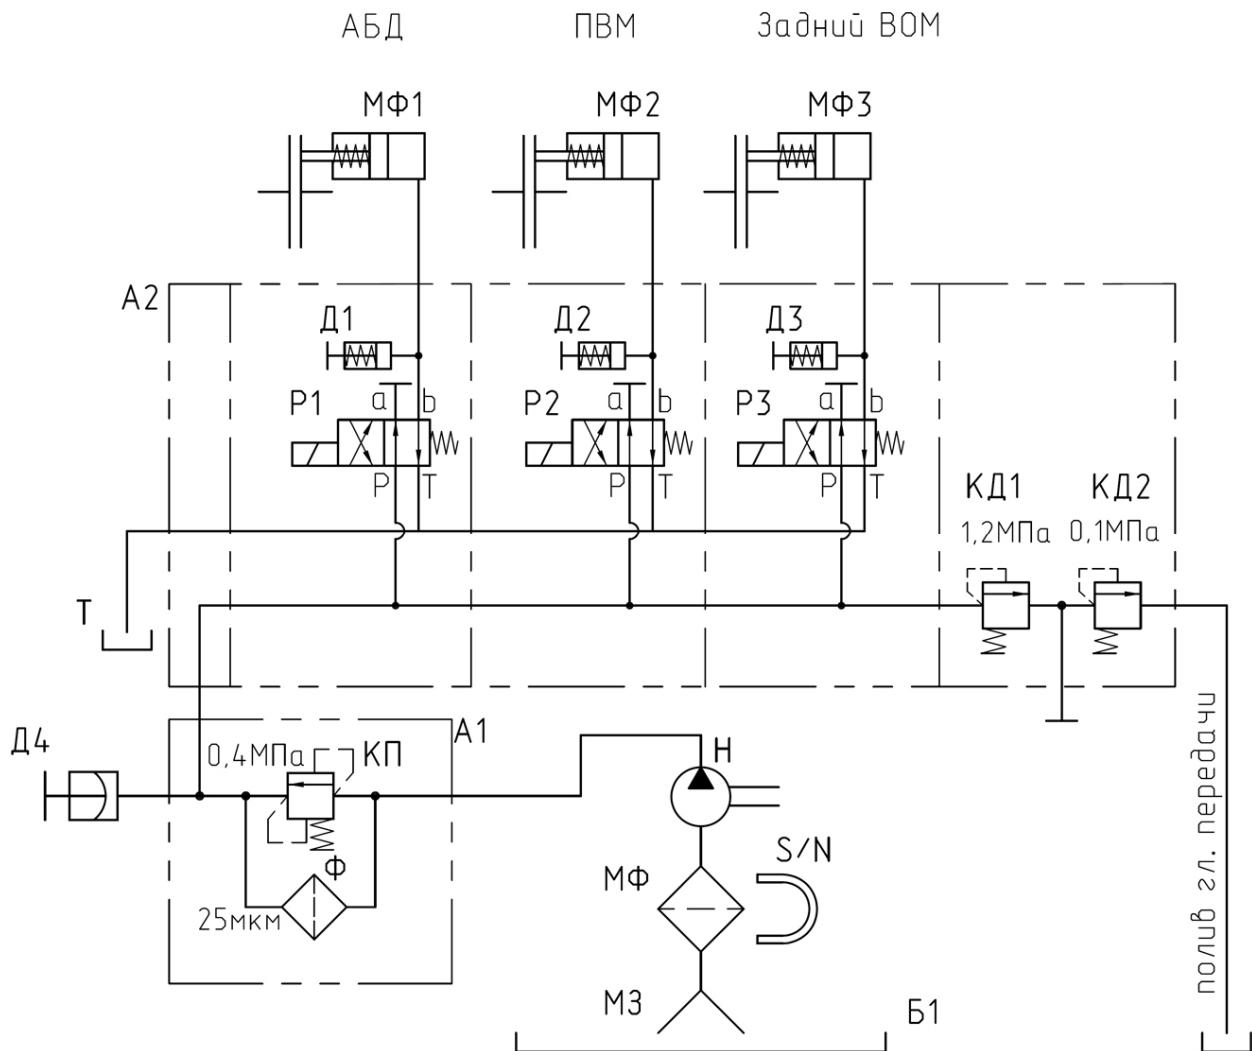 АБД ПВМ Задний ВОМ
МФ1 МФ2 МФ3
А2
Д1 Д2 Д3
Р1 a b Р2 a b Р3 a b
P T P T P T
КД1 КД2
1,2МПа 0,1МПа
Т
А1
Д4 0,4МПа КП Н
S/N
Ф МФ
25мкм
полив гл. передачи
МЗ Б1